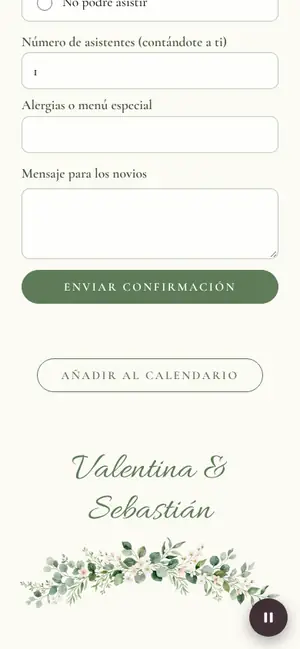 No podré asistir
Número de asistentes (contándote a ti)
1
Alergias o menú especial
Mensaje para los novios
ENVIAR CONFIRMACIÓN
AÑADIR AL CALENDARIO
Valentina &
Sebastián